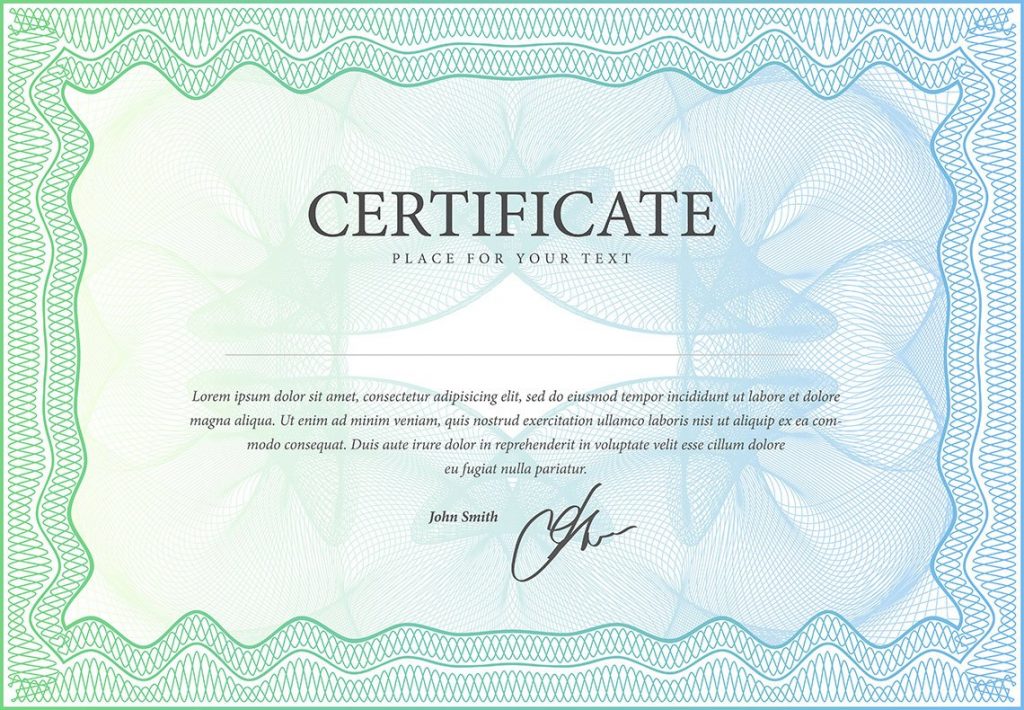 CERTIFICATE
PLACE FOR YOUR TEXT
Lorem ipsum dolor sit amet, consectetur adipisicing elit, sed do eiusmod tempor incididunt ut labore et dolore
magna aliqua. Ut enim ad minim veniam, quis nostrud exercitation ullamco laboris nisi ut aliquip ex ea com-
modo consequat. Duis aute irure dolor in reprehenderit in voluptate velit esse cillum dolore
eu fugiat nulla pariatur.
John Smith